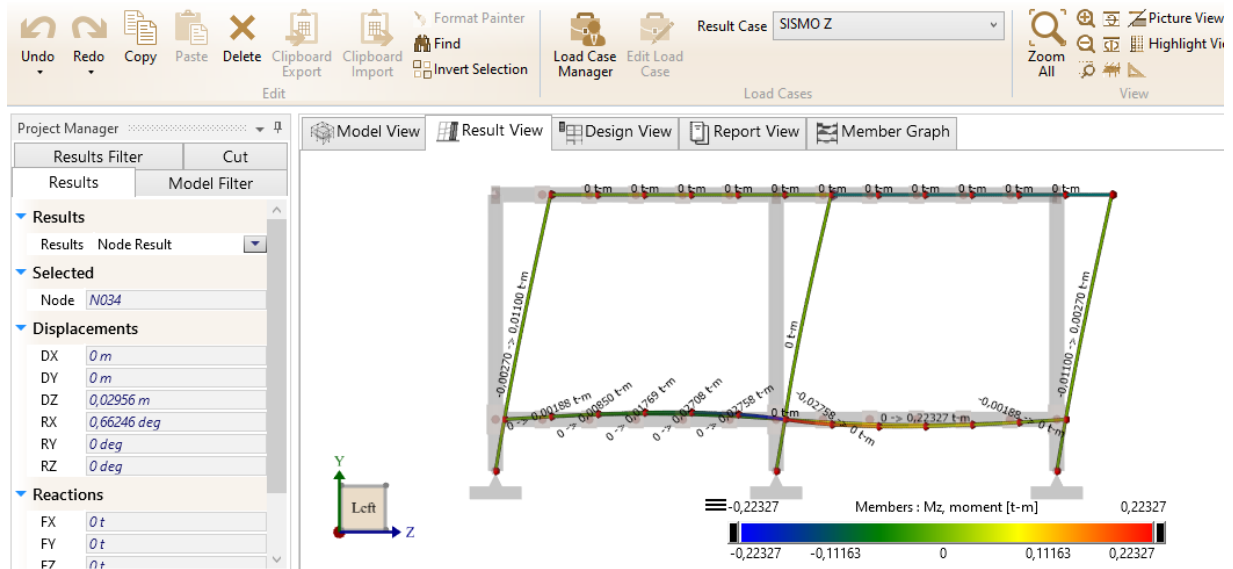 Undo
Redo
Copy
Paste
Delete
Clipboard Export
Clipboard Import
Format Painter
Find
Invert Selection
Edit
Load Case Manager
Edit Load Case
Result Case SISMO Z
Load Cases
Zoom All
Picture View
Highlight Vi
View
Project Manager
Results Filter
Cut
Results
Model Filter
Results
Results Node Result
Selected
Node N034
Displacements
DX 0 m
DY 0 m
DZ 0,02956 m
RX 0,66246 deg
RY 0 deg
RZ 0 deg
Reactions
FX 0 t
FY 0 t
FZ 0 t
Model View
Result View
Design View
Report View
Member Graph
0 t-m 0 t-m 0 t-m 0 t-m 0 t-m 0 t-m 0 t-m 0 t-m 0 t-m 0 t-m 0 t-m
-0,00270 -> 0,01100 t-m
0 t-m
-0,01100 -> 0,00270 t-m
0 -> 0,00188 t-m
0 -> 0,00850 t-m
0 -> 0,01769 t-m
0 -> 0,02708 t-m
0 -> 0,02758 t-m
0 t-m
-0,02758 -> 0 t-m
0 -> 0,22327 t-m
-0,00188 -> 0 t-m
Y
Left
Z
-0,22327 Members : Mz, moment [t-m] 0,22327
-0,22327 -0,11163 0 0,11163 0,22327